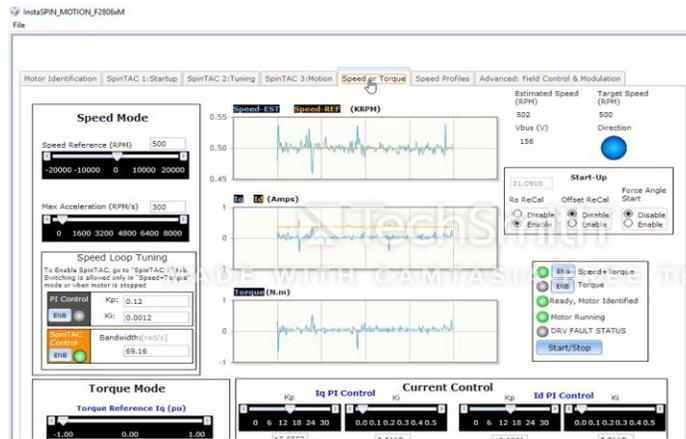 InstaSPIN_MOTION_F2806xM
File
Motor Identification SpinTAC 1:Startup SpinTAC 2:Tuning SpinTAC 3:Motion Speed or Torque Speed Profiles Advanced: Field Control & Modulation
Speed Mode
Speed Reference (RPM) 500
-20000 -10000 0 10000 20000
Max Acceleration (RPM/s) 300
0 1600 3200 4800 6400 8000
Speed Loop Tuning
To Enable SpinTAC, go to "SpinTAC 1" tab.
Switching is allowed only in "Speed+Torque"
mode or when motor is stopped
PI Control
ENB
Kp: 0.12
Ki: 0.0012
SpinTAC
Control
ENB
Bandwidth:[rad/s]
69.16
Torque Mode
Torque Reference Iq (pu)
-1.00 0.00 1.00
Speed-EST Speed-REF (KRPM)
0.55
0.50
0.45
Iq Id (Amps)
1
0
-1
Torque (N.m)
1
0
-1
Estimated Speed
(RPM)
502
Target Speed
(RPM)
500
Vbus (V)
156
Direction
Start-Up
31.0905
Rs ReCal
Disable
Enable
Offset ReCal
Disable
Enable
Force Angle
Start
Disable
Enable
ENB Speed+Torque
ENB Torque
Ready, Motor Identified
Motor Running
DRV FAULT STATUS
Start/Stop
Current Control
Iq PI Control
Kp Ki
0 6 12 18 24 30 0.0 0.1 0.2 0.3 0.4 0.5
Id PI Control
Kp Ki
0 6 12 18 24 30 0.0 0.1 0.2 0.3 0.4 0.5
TechSmith
MADE WITH CAMTASIA FREE T